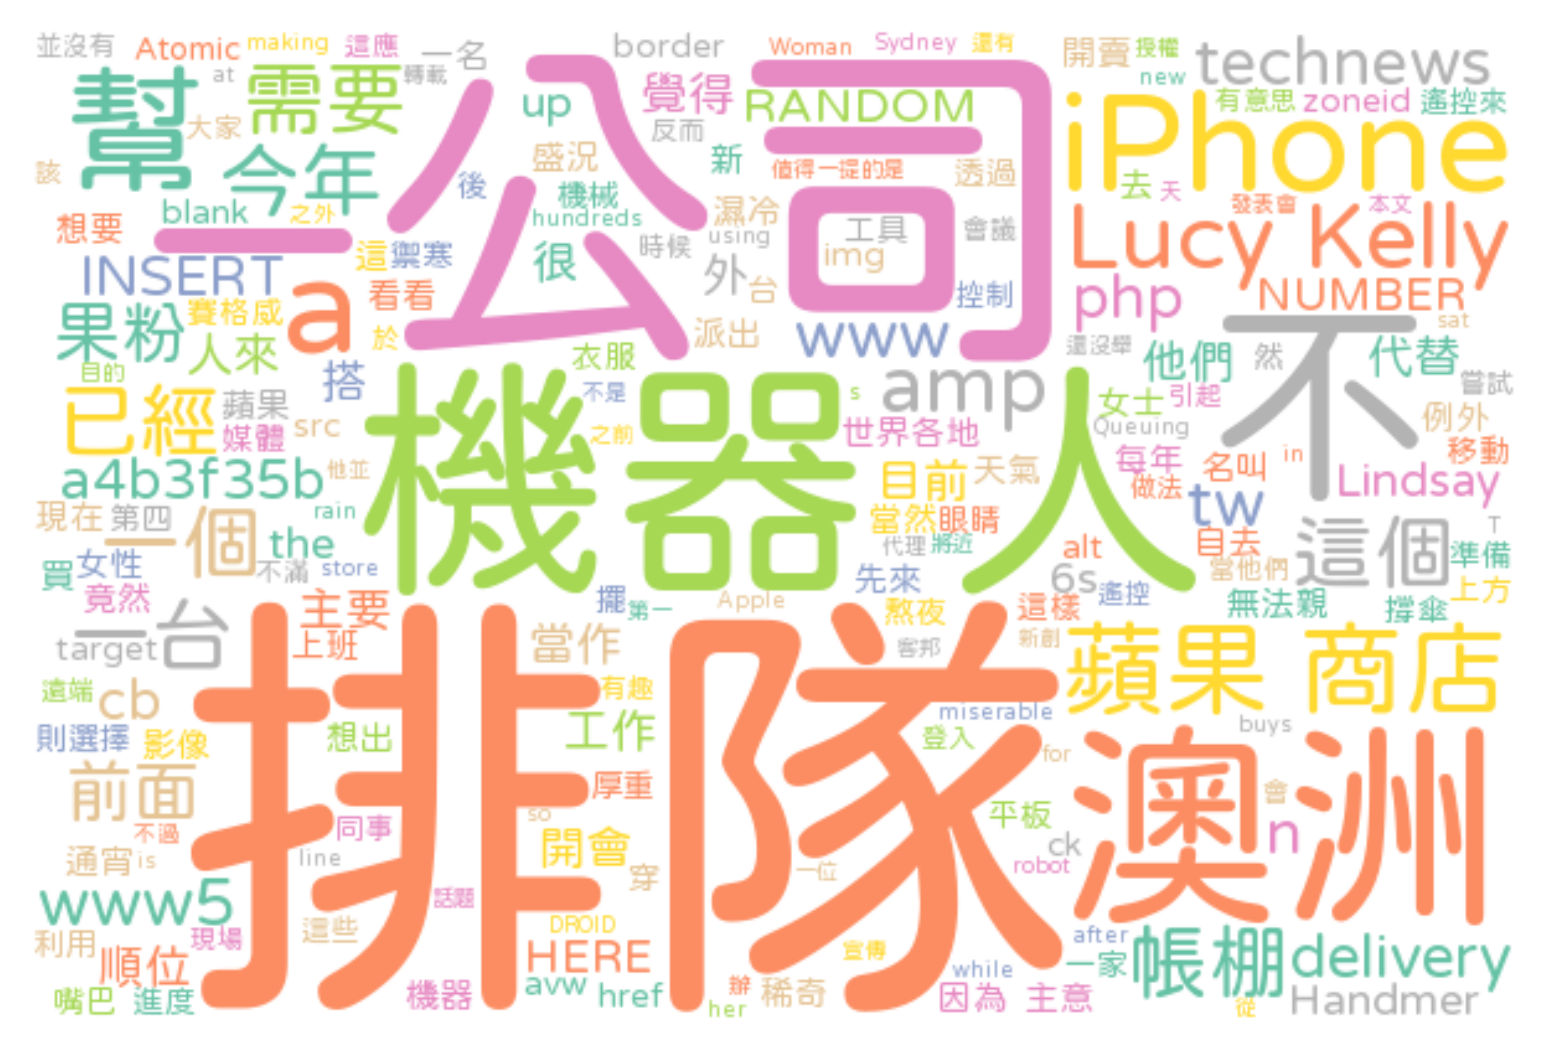 並沒有 Atomic making 這應 一名 border Woman Sydney 還有 開賣 授權 technews
at 轉載 new
幫 需要 公司 up 覺得 RANDOM 有意思 zoneid 遙控來
大家 反而 iPhone
該 今年 盛況 新 值得一提的是 透過 去 天
後 機械
想要 blank 之外 hundreds 濕冷 工具 會議 發表會 本文
一 這 禦寒 很 時候 using img Lucy Kelly
INSERT a 看看 外 台 控制 php NUMBER
果粉 賽格威 於 派出 www 不 sat
人來 衣服 還沒舉 他們 然 代替
目的 搭 不是 amp 嘗試
已經 蘋果 機器人 s 女士 引起 例外
媒體 src 之前 世界各地 Queuing 移動
a4b3f35b 他並 目前 天氣 每年 名叫 in Lindsay
做法 tw
現在 第四 rain 當然 眼睛 T
一個 the 代理 將近 alt 自去 這個 準備
買 女性 不滿 store 先來 6s 當他們 上方
竟然 擺 第一 Apple 熬夜 這樣 遙控 無法親 撐傘
一台 主要 排隊 當作 客邦 新創 蘋果 商店
target 上班
遠端 cb 有趣 miserable buys
則選擇 影像 想出 工作 登入 for 澳洲
前面 厚重 會
不過 同事 so 平板 n
通宵 is line 開會 穿 一位 ck robot
www5 話題
利用 現場 這些 DROID after
順位 HERE 宣傳 一家 帳棚 delivery
嘴巴 進度 機器 avw href her 辦 稀奇 while 因為 主意 從 Handmer